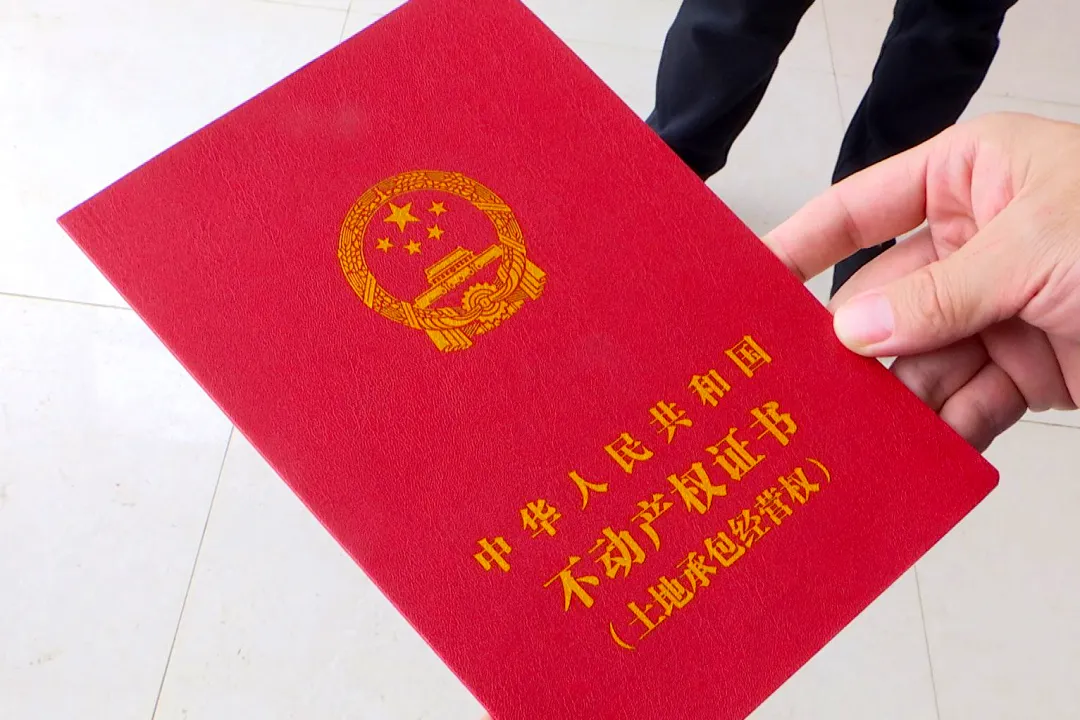 中华人民共和国
不动产权证书
（土地承包经营权）